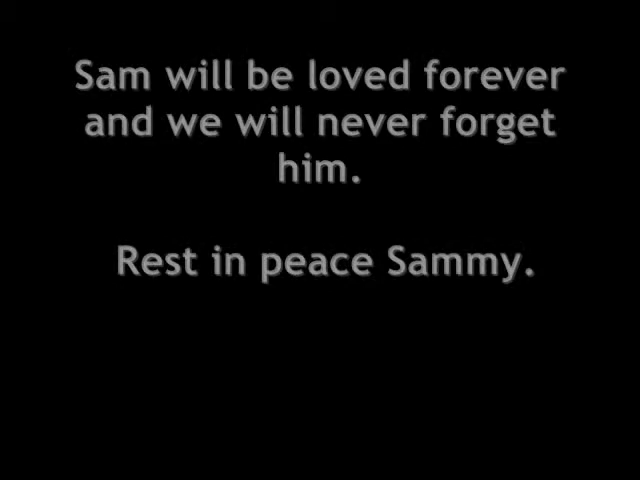 Sam will be loved forever
and we will never forget
him.
Rest in peace Sammy.